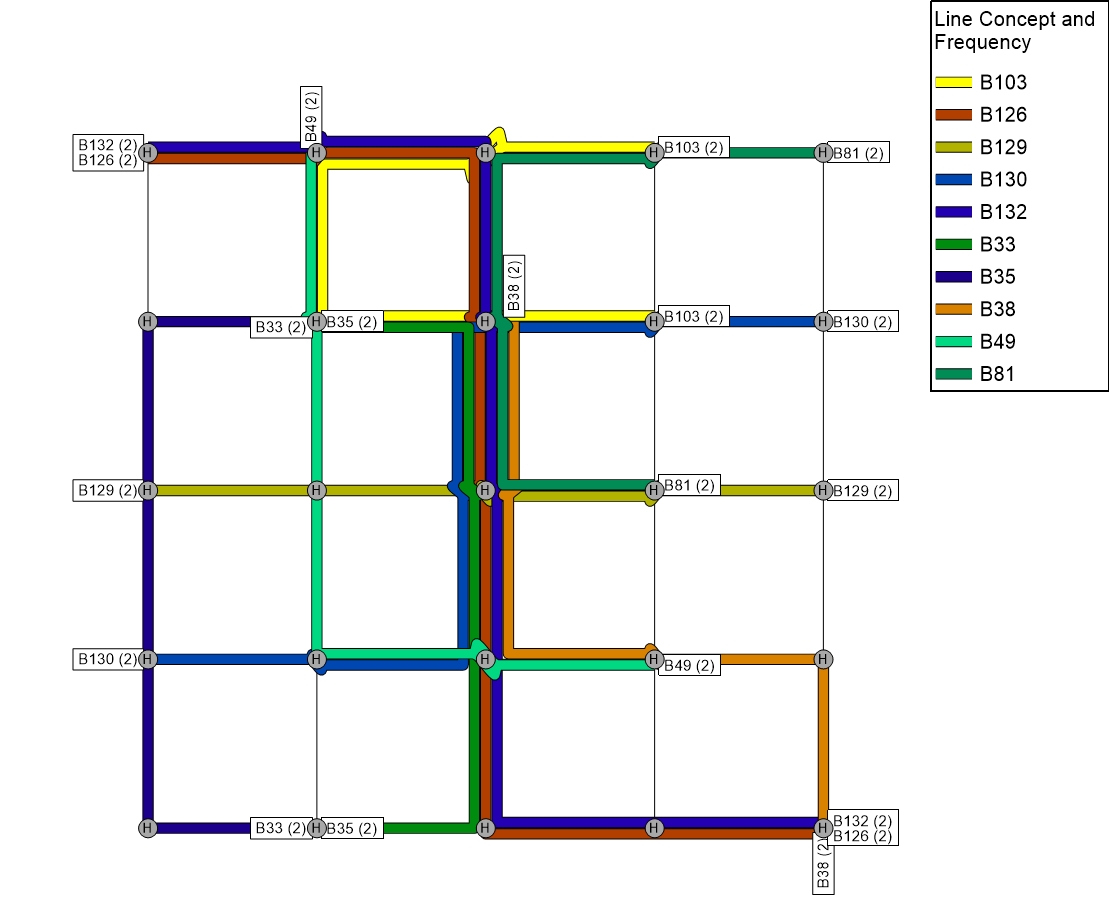 Line Concept and
Frequency
B103
B126
B129
B130
B132
B33
B35
B38
B49
B81
B49 (2)
B132 (2)
B126 (2)
H
H
H
B103 (2)
H
H
B81 (2)
B38 (2)
H
B33 (2)
H
B35 (2)
H
B103 (2)
H
H
B130 (2)
B129 (2)
H
H
H
B81 (2)
H
H
B129 (2)
B130 (2)
H
H
H
H
B49 (2)
H
H
B33 (2)
H
B35 (2)
H
H
H
B132 (2)
B126 (2)
B38 (2)